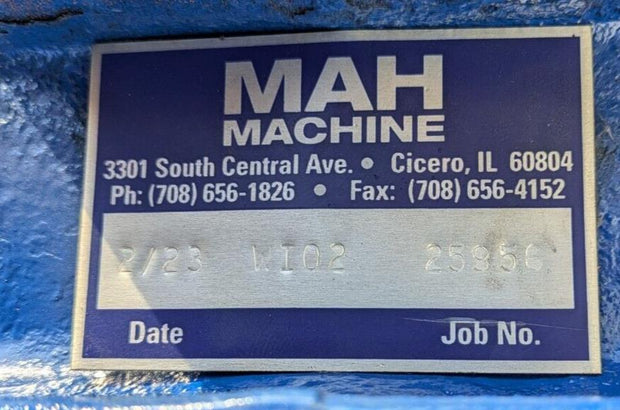 MAH
MACHINE
3301 South Central Ave. • Cicero, IL 60804
Ph: (708) 656-1826 • Fax: (708) 656-4152
2/23 WI02
Date Job No.